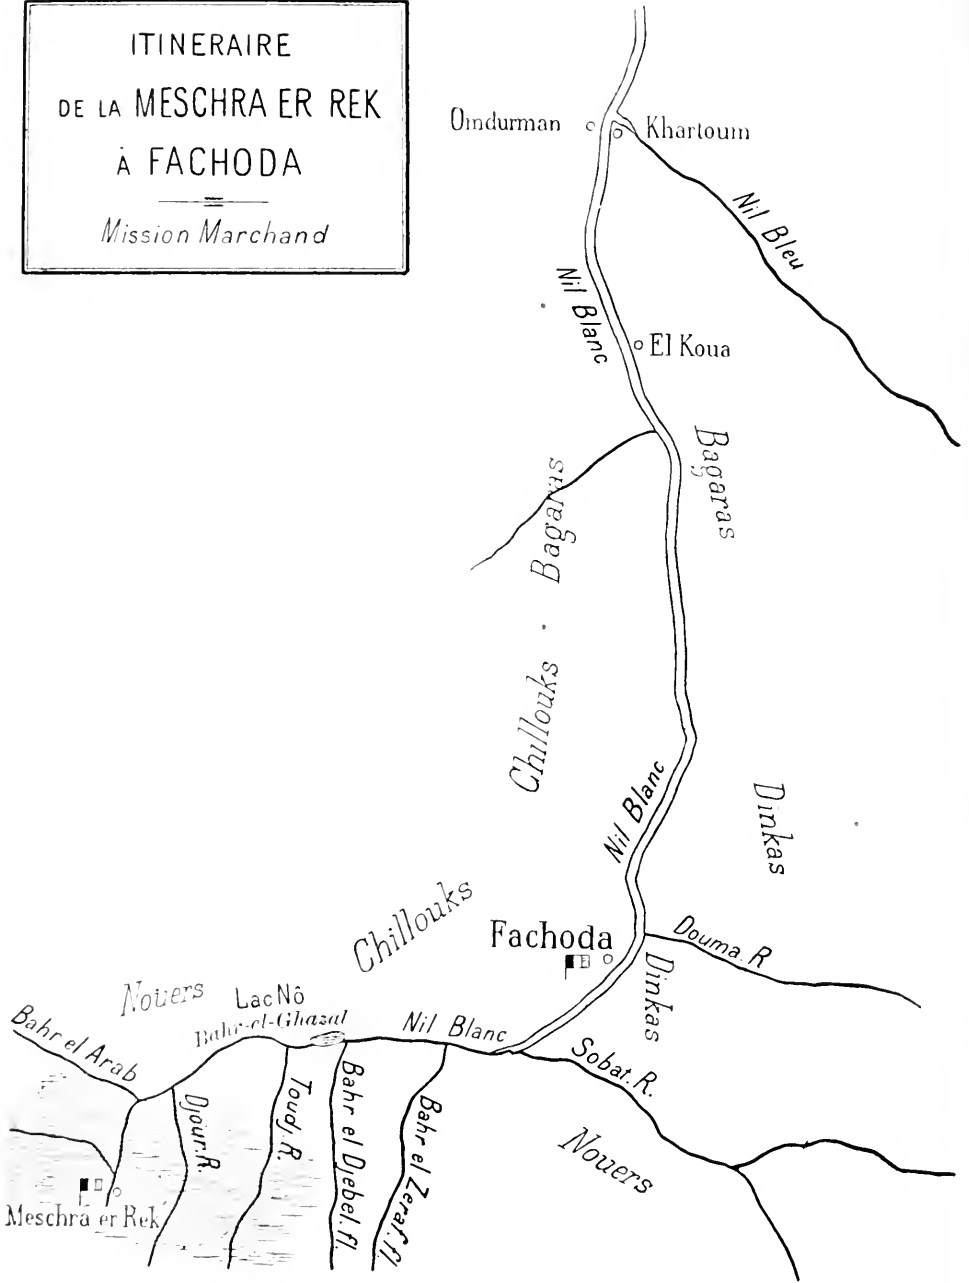 ITINERAIRE
DE LA MESCHRA ER REK
À FACHODA
Mission Marchand
Omdurman
Khartoum
Nil Bleu
Nil Blanc
El Koua
Bagaras
Bagaras
Chillouks
Nil Blanc
Dinkas
Chillouks
Fachoda
Douma. R
Dinkas
Nouers
Lac Nô
Bahr-el-Ghazal
Nil Blanc
Bahr el Arab
Sobat. R.
Djour. R.
Toudj. R.
Bahr el Djebel. fl.
Bahr el Zeraf. fl.
Nouers
Meschra er Rek